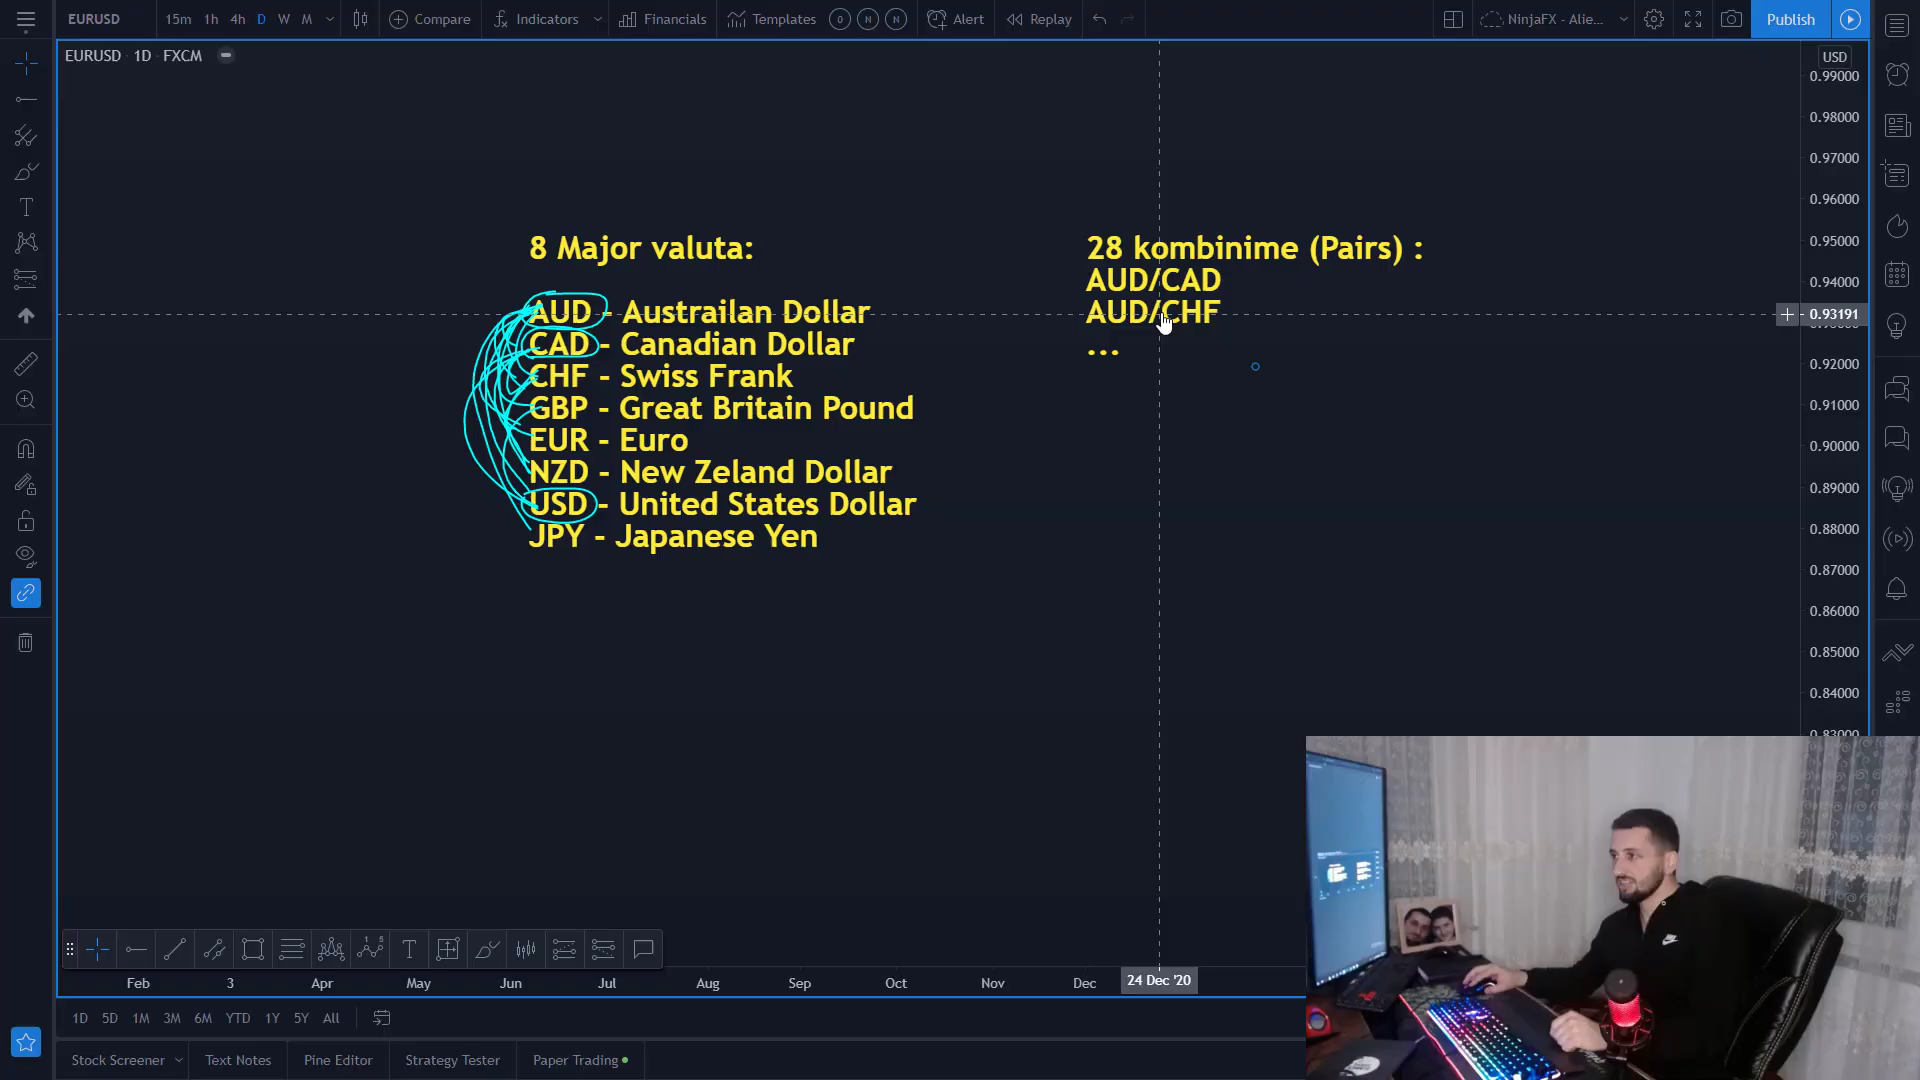 EURUSD 15m 1h 4h D W M Compare Indicators Financials Templates O N N Alert Replay NinjaFX - Alie... Publish
EURUSD 1D FXCM
USD
0.99000
0.98000
0.97000
0.96000
0.95000
0.94000
0.93191
0.92000
0.91000
0.90000
0.89000
0.88000
0.87000
0.86000
0.85000
0.84000
8 Major valuta:
AUD - Austrailan Dollar
CAD - Canadian Dollar
CHF - Swiss Frank
GBP - Great Britain Pound
EUR - Euro
NZD - New Zeland Dollar
USD - United States Dollar
JPY - Japanese Yen
28 kombinime (Pairs) :
AUD/CAD
AUD/CHF
...
Feb 3 Apr May Jun Jul Aug Sep Oct Nov Dec 24 Dec '20
1D 5D 1M 3M 6M YTD 1Y 5Y All
Stock Screener Text Notes Pine Editor Strategy Tester Paper Trading